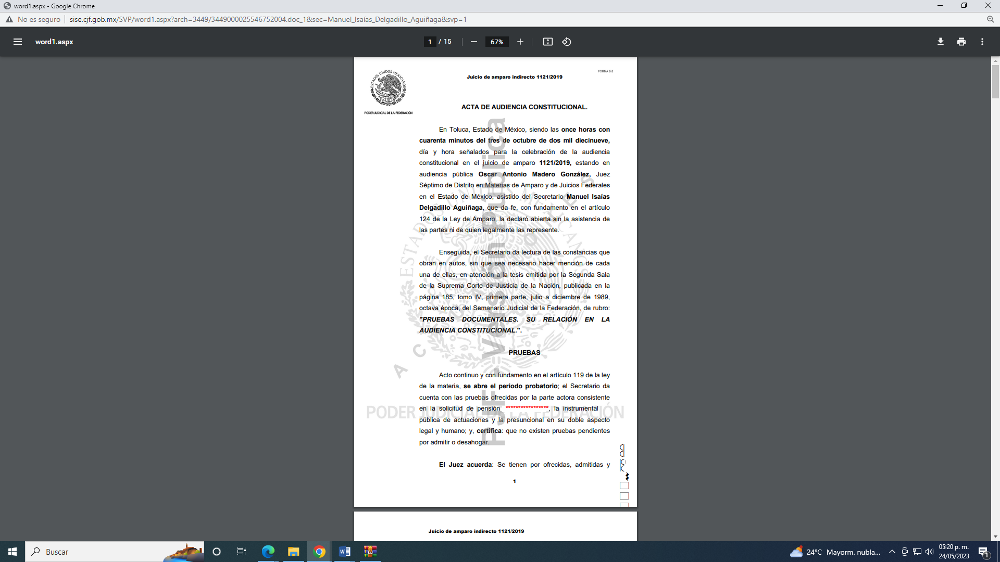 word1.aspx - Google Chrome
No es seguro | sise.cjf.gob.mx/SVP/word1.aspx?arch=3449/3449000025546752004.doc_1&sec=Manuel_Isaías_Delgadillo_Aguiñaga&svp=1
word1.aspx
1 / 15
67%
FORMA B-2
Juicio de amparo indirecto 1121/2019
ESTADOS UNIDOS MEXICANOS
PODER JUDICIAL DE LA FEDERACIÓN
ACTA DE AUDIENCIA CONSTITUCIONAL.
En Toluca, Estado de México, siendo las once horas con
cuarenta minutos del tres de octubre de dos mil diecinueve,
día y hora señalados para la celebración de la audiencia
constitucional en el juicio de amparo 1121/2019, estando en
audiencia pública Oscar Antonio Madero González, Juez
Séptimo de Distrito en Materias de Amparo y de Juicios Federales
en el Estado de México, asistido del Secretario Manuel Isaías
Delgadillo Aguiñaga, que da fe, con fundamento en el artículo
124 de la Ley de Amparo, la declaró abierta sin la asistencia de
las partes ni de quien legalmente las represente.
Enseguida, el Secretario da lectura de las constancias que
obran en autos, sin que sea necesario hacer mención de cada
una de ellas, en atención a la tesis emitida por la Segunda Sala
de la Suprema Corte de Justicia de la Nación, publicada en la
página 185, tomo IV, primera parte, julio a diciembre de 1989,
octava época, del Semanario Judicial de la Federación, de rubro:
"PRUEBAS DOCUMENTALES. SU RELACIÓN EN LA
AUDIENCIA CONSTITUCIONAL.".
PRUEBAS
Acto continuo y con fundamento en el artículo 119 de la ley
de la materia, se abre el periodo probatorio; el Secretario da
cuenta con las pruebas ofrecidas por la parte actora consistente
en la solicitud de pensión *****************, la instrumental
pública de actuaciones y la presuncional en su doble aspecto
legal y humano; y, certifica: que no existen pruebas pendientes
por admitir o desahogar.
El Juez acuerda: Se tienen por ofrecidas, admitidas y
1
PJF - Versión Pública
ESTADOS UNIDOS MEXICANOS
PODER JUDICIAL DE LA FEDERACIÓN
Juicio de amparo indirecto 1121/2019
Buscar
24°C Mayorm. nubla...
05:20 p. m.
24/05/2023
1